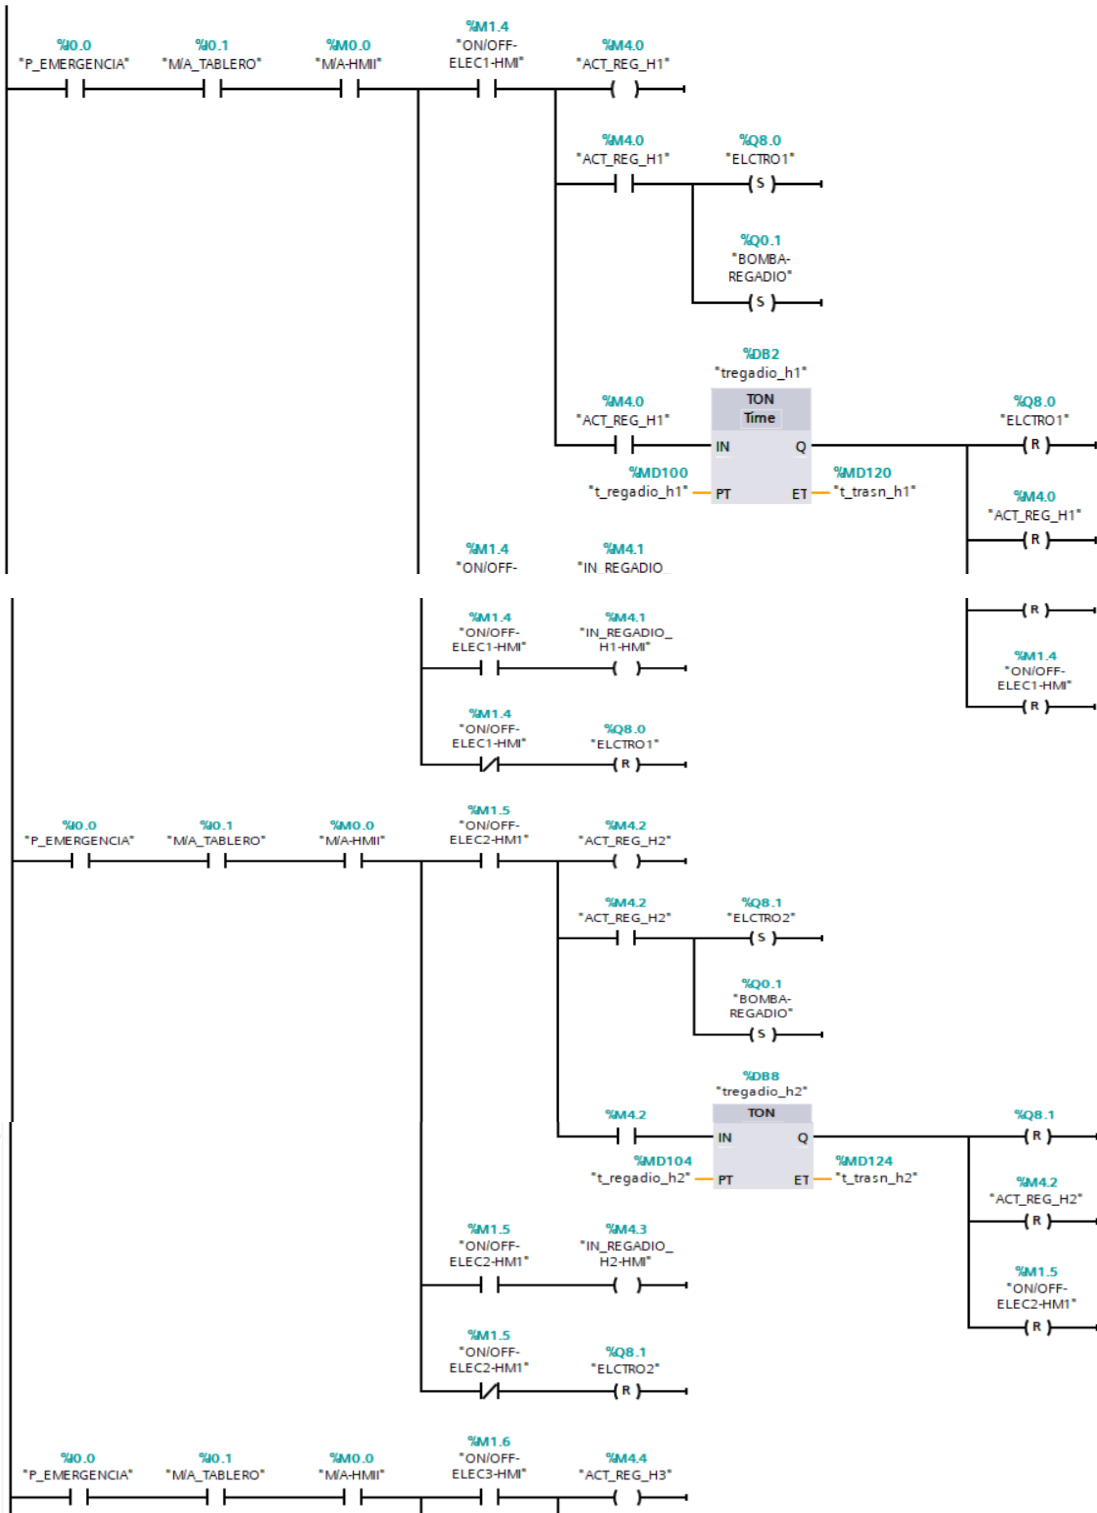 %I0.0
"P_EMERGENCIA"
%I0.1
"M/A_TABLERO"
%M0.0
"M/A-HMII"
%M1.4
"ON/OFF-
ELEC1-HMI"
%M4.0
"ACT_REG_H1"
%M4.0
"ACT_REG_H1"
%Q8.0
"ELCTRO1"
S
%Q0.1
"BOMBA-
REGADIO"
S
%DB2
"tregadio_h1"
TON
Time
%M4.0
"ACT_REG_H1"
IN
Q
%MD100
"t_regadio_h1"
PT
ET
%MD120
"t_trasn_h1"
%Q8.0
"ELCTRO1"
R
%M4.0
"ACT_REG_H1"
R
%M1.4
"ON/OFF-
%M4.1
"IN_REGADIO_
R
%M1.4
"ON/OFF-
ELEC1-HMI"
%M4.1
"IN_REGADIO_
H1-HMI"
%M1.4
"ON/OFF-
ELEC1-HMI"
R
%M1.4
"ON/OFF-
ELEC1-HMI"
%Q8.0
"ELCTRO1"
R
%I0.0
"P_EMERGENCIA"
%I0.1
"M/A_TABLERO"
%M0.0
"M/A-HMII"
%M1.5
"ON/OFF-
ELEC2-HM1"
%M4.2
"ACT_REG_H2"
%M4.2
"ACT_REG_H2"
%Q8.1
"ELCTRO2"
S
%Q0.1
"BOMBA-
REGADIO"
S
%DB8
"tregadio_h2"
TON
%M4.2
IN
Q
%MD104
"t_regadio_h2"
PT
ET
%MD124
"t_trasn_h2"
%Q8.1
R
%M4.2
"ACT_REG_H2"
R
%M1.5
"ON/OFF-
ELEC2-HM1"
R
%M1.5
"ON/OFF-
ELEC2-HM1"
%M4.3
"IN_REGADIO_
H2-HMI"
%M1.5
"ON/OFF-
ELEC2-HM1"
%Q8.1
"ELCTRO2"
R
%I0.0
"P_EMERGENCIA"
%I0.1
"M/A_TABLERO"
%M0.0
"M/A-HMII"
%M1.6
"ON/OFF-
ELEC3-HMI"
%M4.4
"ACT_REG_H3"